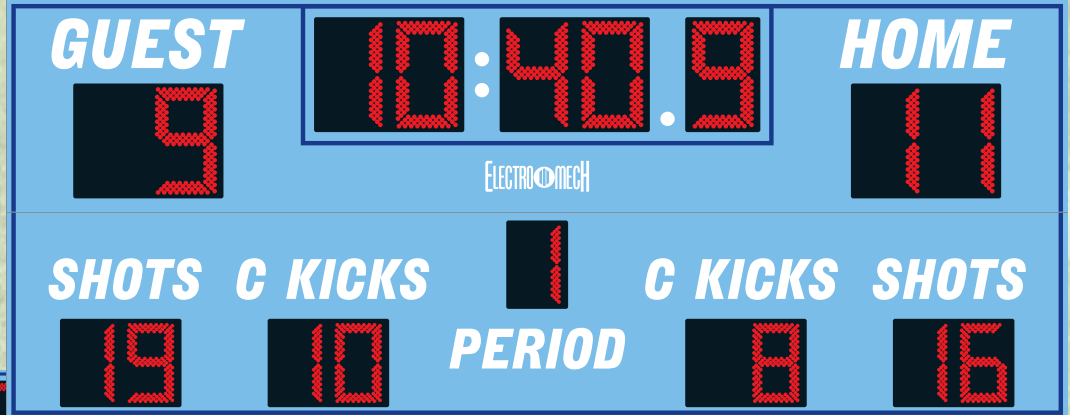 GUEST 10:40.9 HOME
9 11
ELECTRO MECH
1
SHOTS C KICKS C KICKS SHOTS
PERIOD
19 10 8 16